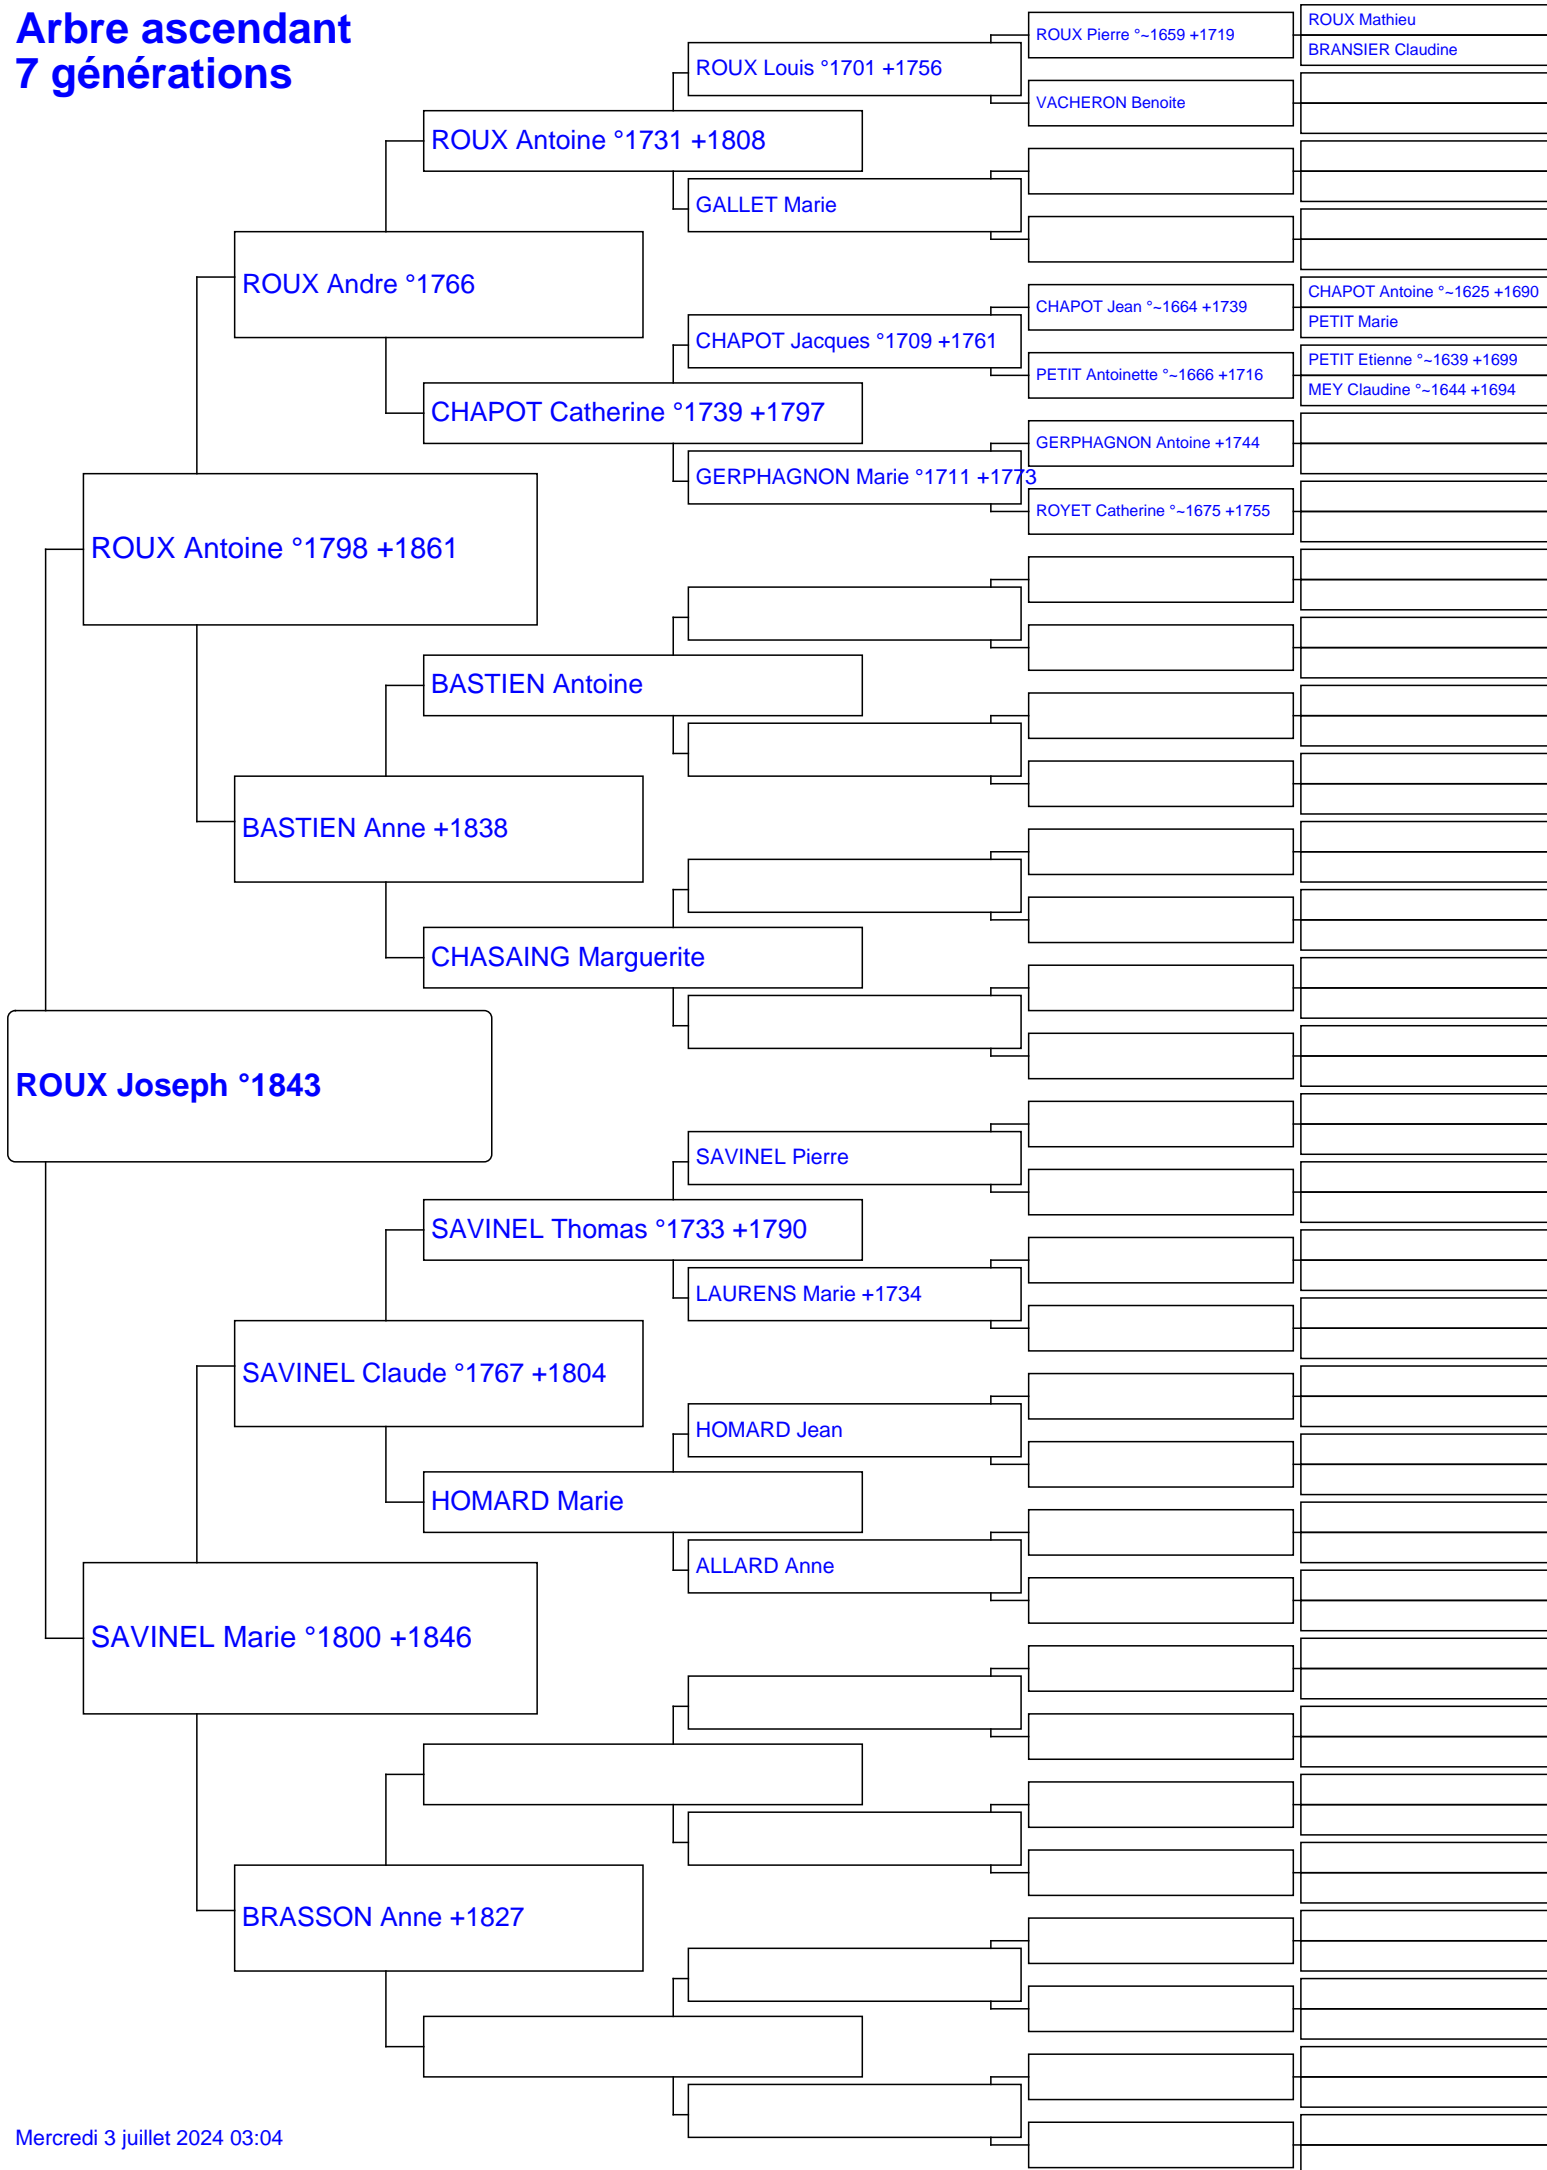 Arbre ascendant
7 générations
ROUX Mathieu
ROUX Pierre °~1659 +1719
BRANSIER Claudine
ROUX Louis °1701 +1756
VACHERON Benoite
ROUX Antoine °1731 +1808
GALLET Marie
ROUX Andre °1766
CHAPOT Antoine °~1625 +1690
CHAPOT Jean °~1664 +1739
PETIT Marie
CHAPOT Jacques °1709 +1761
PETIT Etienne °~1639 +1699
PETIT Antoinette °~1666 +1716
MEY Claudine °~1644 +1694
CHAPOT Catherine °1739 +1797
GERPHAGNON Antoine +1744
GERPHAGNON Marie °1711 +1773
ROYET Catherine °~1675 +1755
ROUX Antoine °1798 +1861
BASTIEN Antoine
BASTIEN Anne +1838
CHASAING Marguerite
ROUX Joseph °1843
SAVINEL Pierre
SAVINEL Thomas °1733 +1790
LAURENS Marie +1734
SAVINEL Claude °1767 +1804
HOMARD Jean
HOMARD Marie
ALLARD Anne
SAVINEL Marie °1800 +1846
BRASSON Anne +1827
Mercredi 3 juillet 2024 03:04